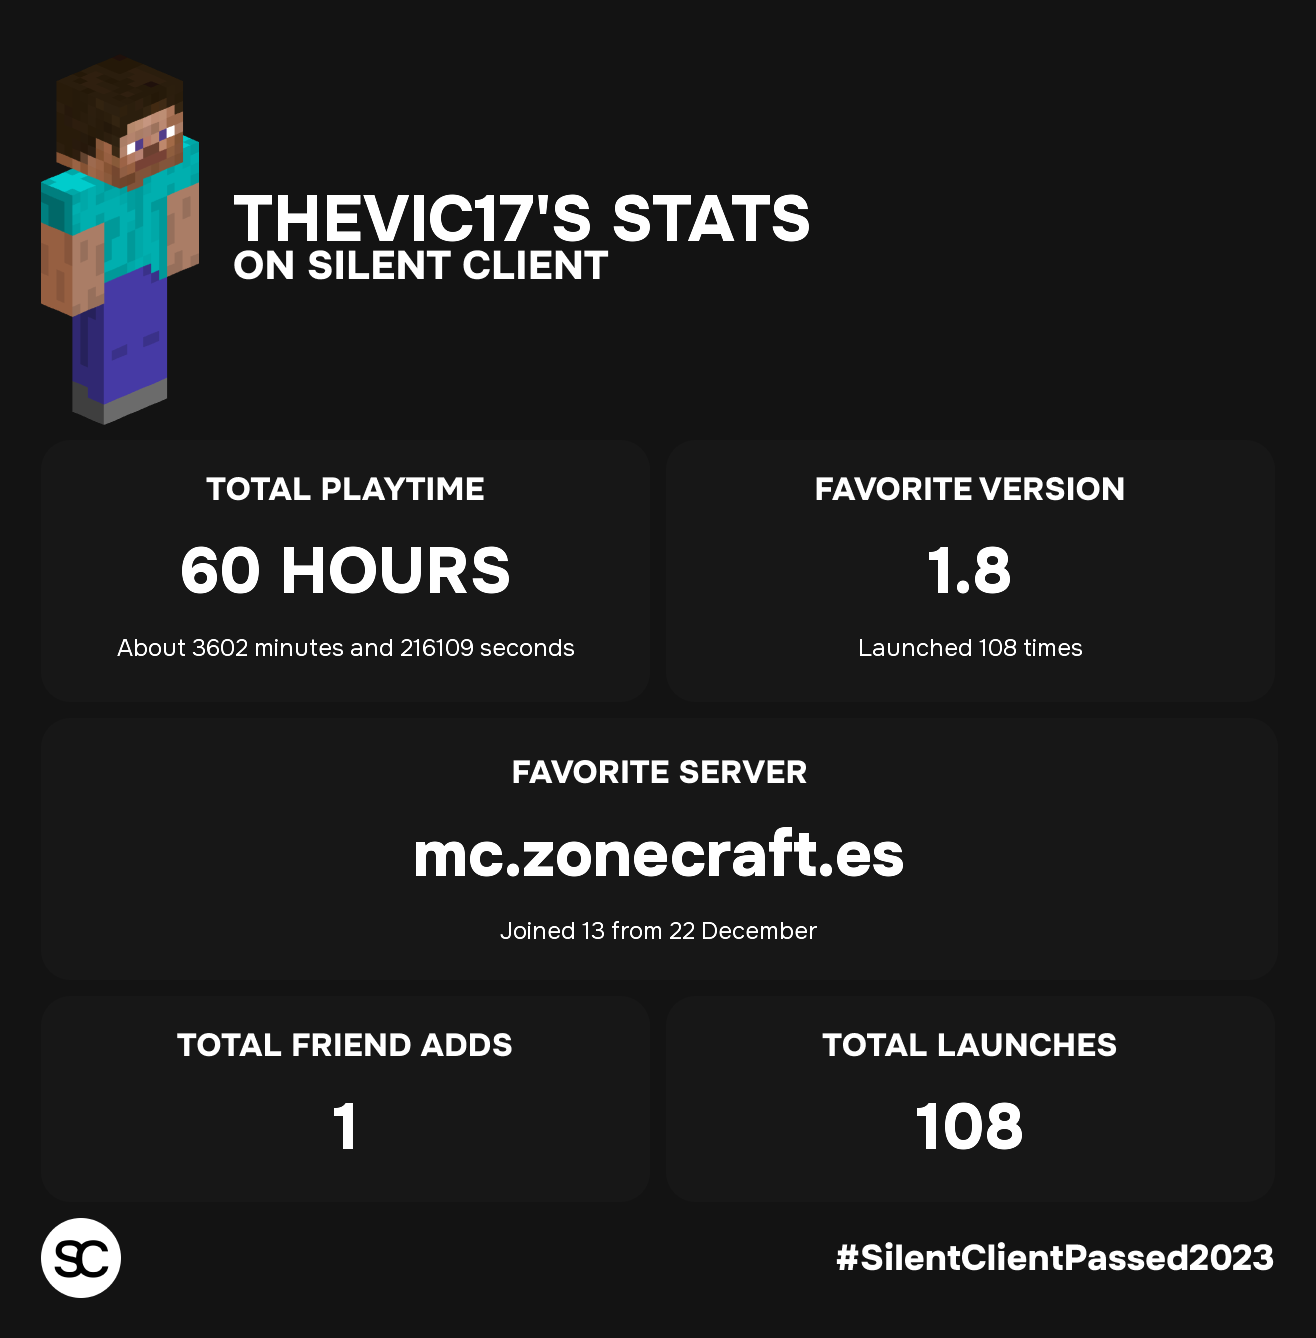 THEVIC17'S STATS
ON SILENT CLIENT
TOTAL PLAYTIME
60 HOURS
About 3602 minutes and 216109 seconds
FAVORITE VERSION
1.8
Launched 108 times
FAVORITE SERVER
mc.zonecraft.es
Joined 13 from 22 December
TOTAL FRIEND ADDS
1
TOTAL LAUNCHES
108
SC
#SilentClientPassed2023